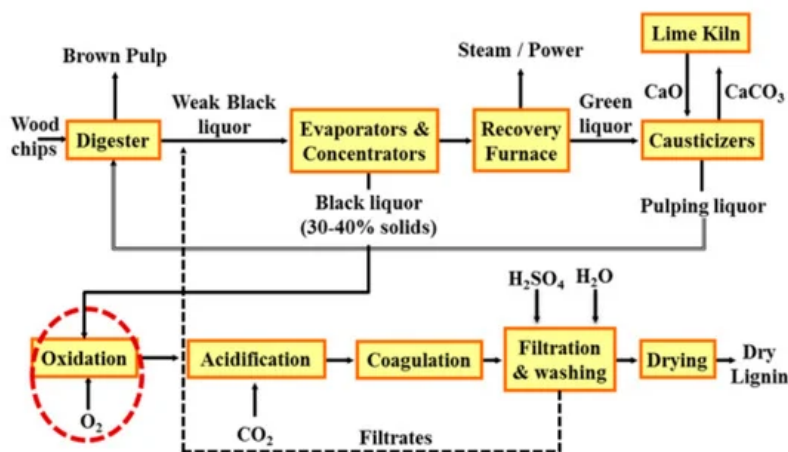 Lime Kiln
Brown Pulp
Steam / Power
CaO
CaCO₃
Wood
chips
Digester
Weak Black
liquor
Evaporators &
Concentrators
Recovery
Furnace
Green
liquor
Causticizers
Black liquor
(30-40% solids)
Pulping liquor
H₂SO₄
H₂O
Oxidation
Acidification
Coagulation
Filtration
& washing
Drying
Dry
Lignin
O₂
CO₂
Filtrates